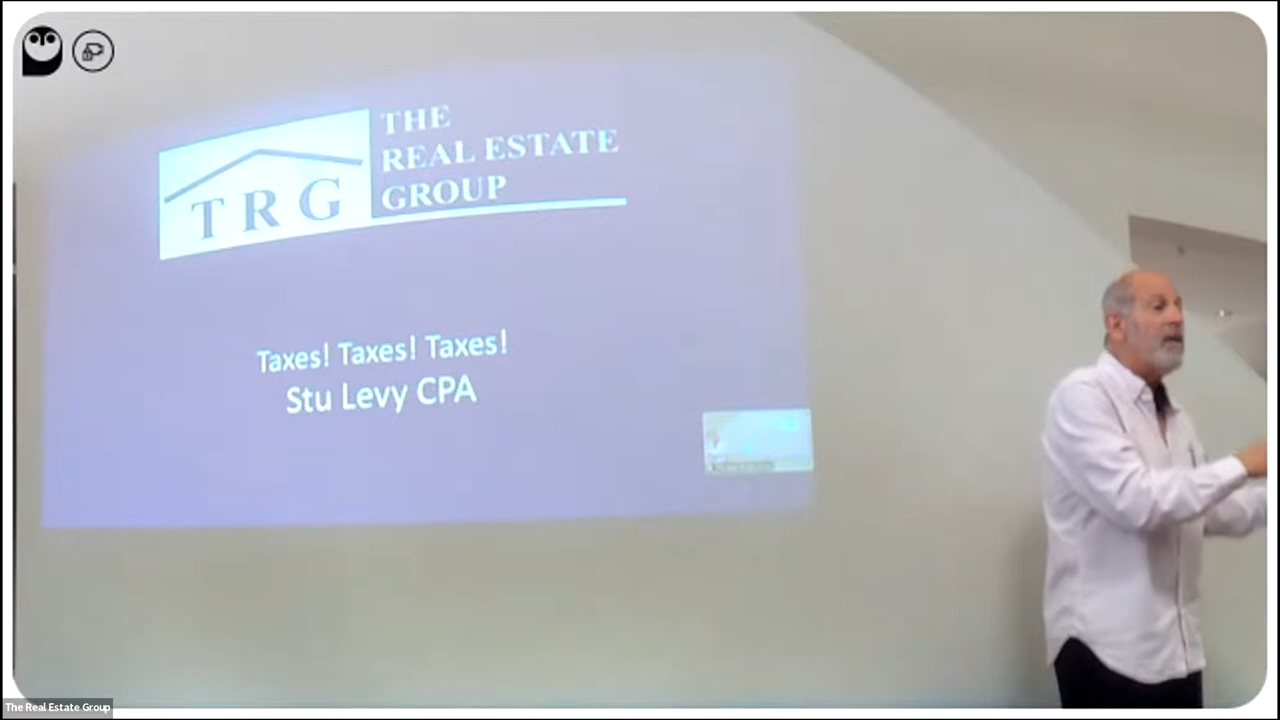 THE
REAL ESTATE
GROUP
TRG
Taxes! Taxes! Taxes!
Stu Levy CPA
The Real Estate Group